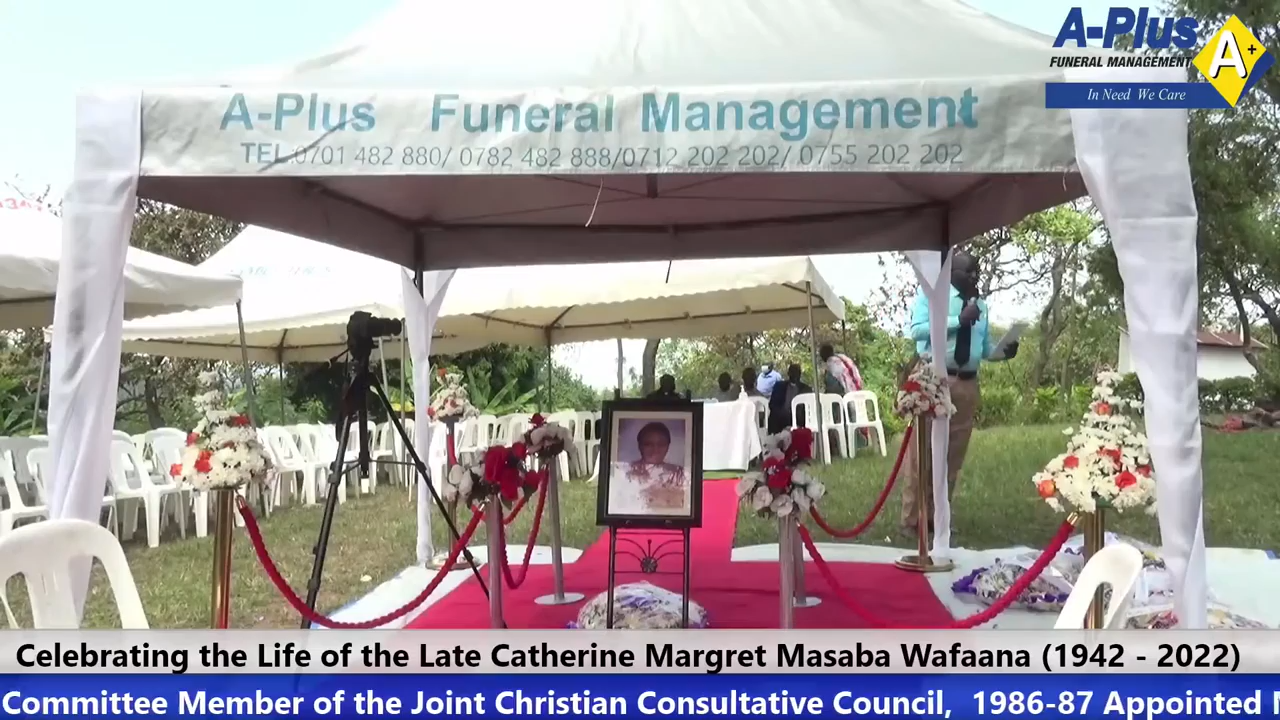 A-Plus
FUNERAL MANAGEMENT
A+
In Need We Care
A-Plus Funeral Management
TEL:0701 482 880/ 0782 482 888/0712 202 202/ 0755 202 202
Celebrating the Life of the Late Catherine Margret Masaba Wafaana (1942 - 2022)
Committee Member of the Joint Christian Consultative Council, 1986-87 Appointed